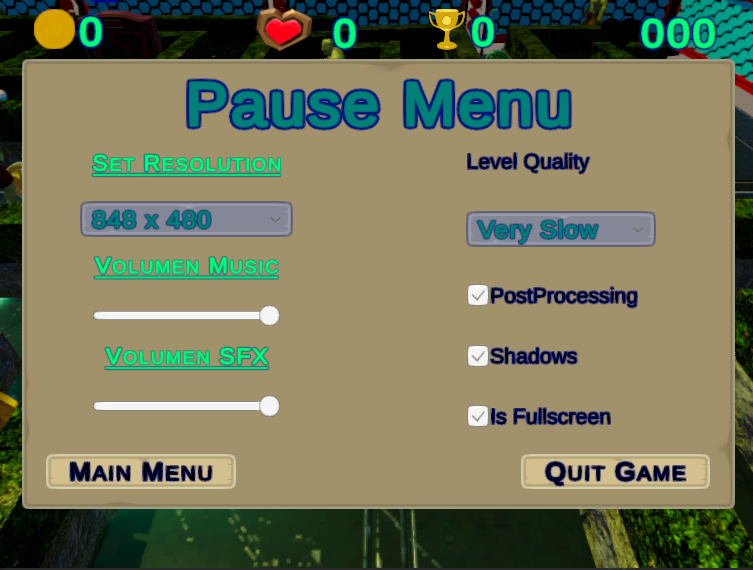 0 0 0 000
Pause Menu
Set Resolution
Level Quality
848 x 480
Very Slow
Volumen Music
PostProcessing
Volumen SFX
Shadows
Is Fullscreen
Main Menu
Quit Game